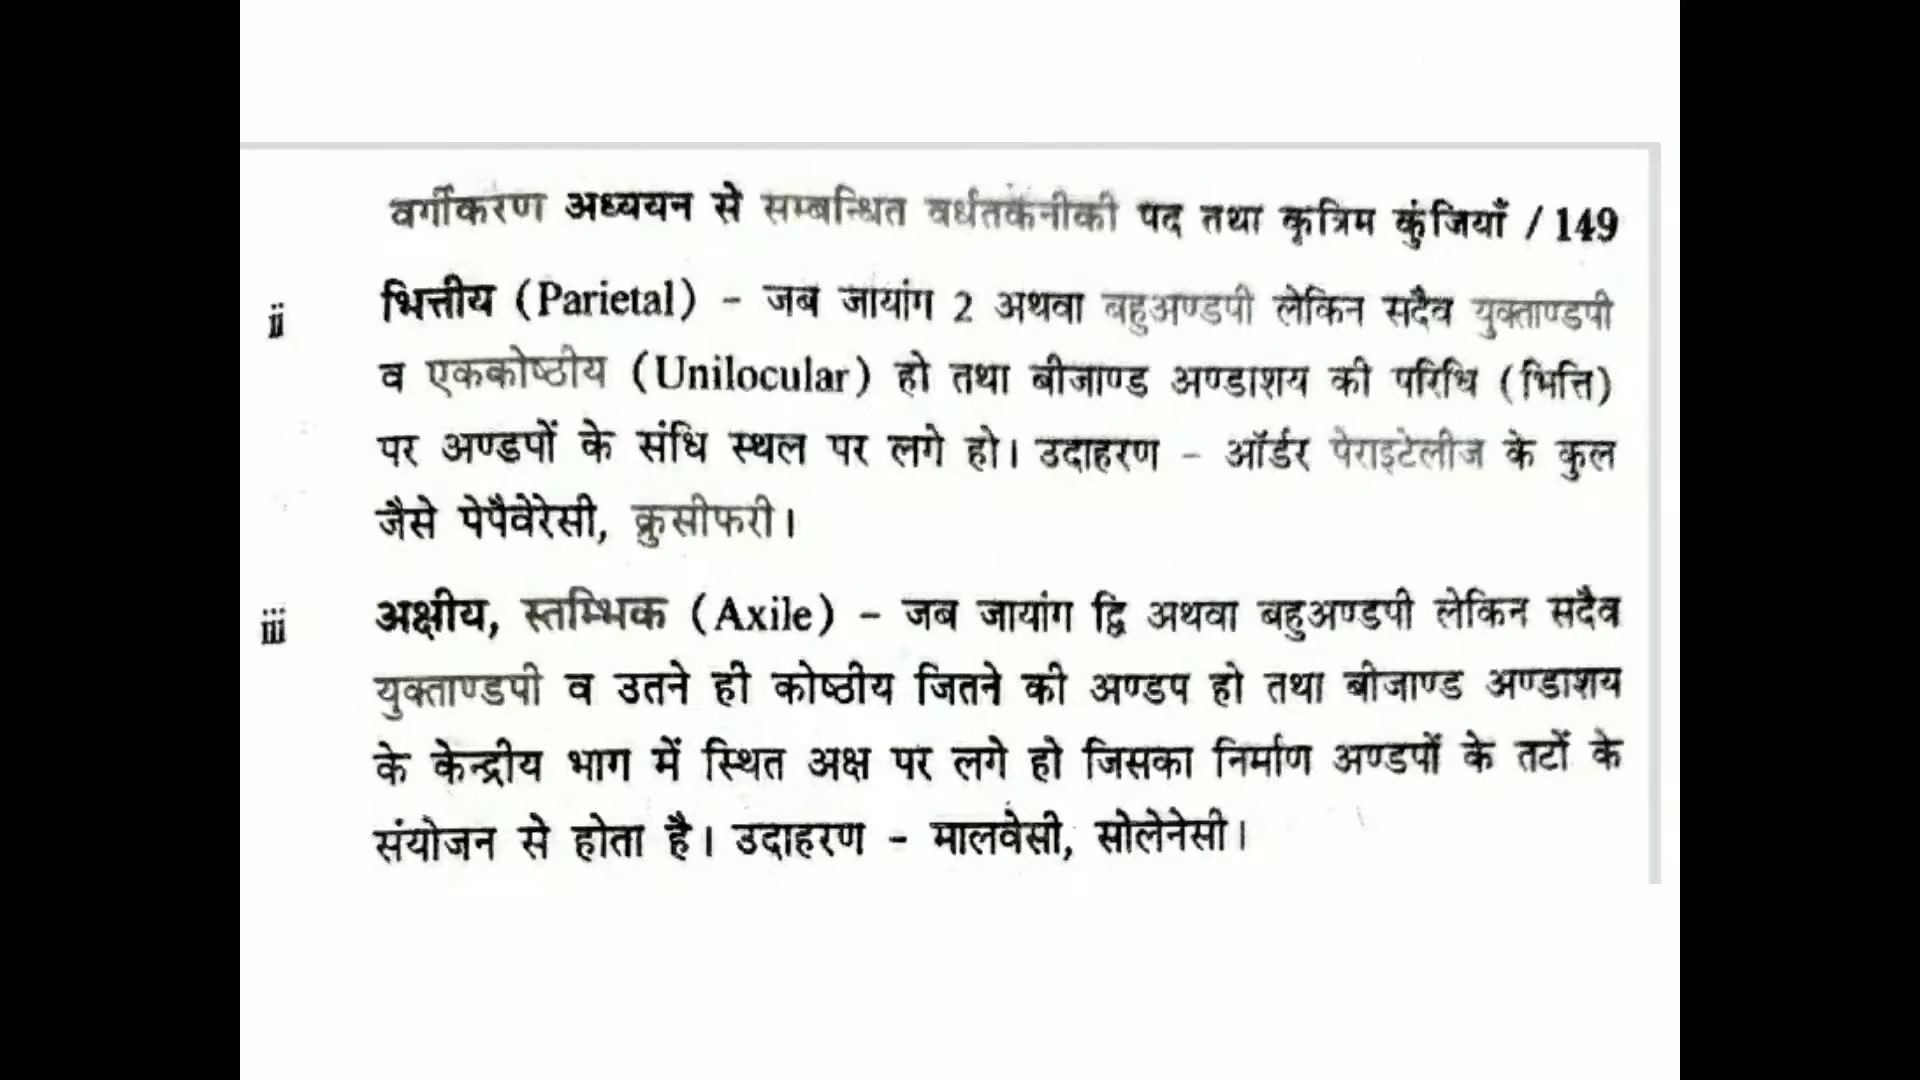 वर्गीकरण अध्ययन से सम्बन्धित वर्धतकनीकी पद तथा कृत्रिम कुंजियाँ / 149
ii भित्तीय (Parietal) - जब जायांग 2 अथवा बहुअण्डपी लेकिन सदैव युक्ताण्डपी
व एककोष्ठीय (Unilocular) हो तथा बीजाण्ड अण्डाशय की परिधि (भित्ति)
पर अण्डपों के संधि स्थल पर लगे हो। उदाहरण - ऑर्डर पेराइटेलीज के कुल
जैसे पेपैवेरेसी, क्रुसीफरी।
iii अक्षीय, स्तम्भिक (Axile) - जब जायांग द्वि अथवा बहुअण्डपी लेकिन सदैव
युक्ताण्डपी व उतने ही कोष्ठीय जितने की अण्डप हो तथा बीजाण्ड अण्डाशय
के केन्द्रीय भाग में स्थित अक्ष पर लगे हो जिसका निर्माण अण्डपों के तटों के
संयोजन से होता है। उदाहरण - मालवेसी, सोलेनेसी।